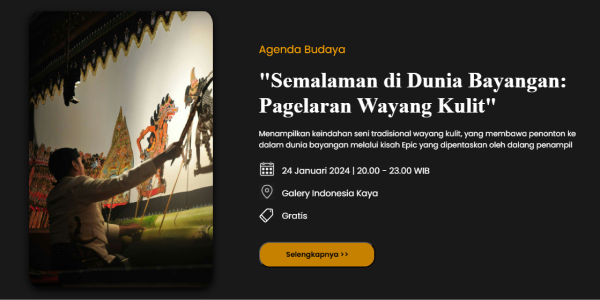 Agenda Budaya
"Semalaman di Dunia Bayangan:
Pagelaran Wayang Kulit"
Menampilkan keindahan seni tradisional wayang kulit, yang membawa penonton ke
dalam dunia bayangan melalui kisah Epic yang dipentaskan oleh dalang penampil
24 Januari 2024 | 20.00 - 23.00 WIB
Galery Indonesia Kaya
Gratis
Selengkapnya >>